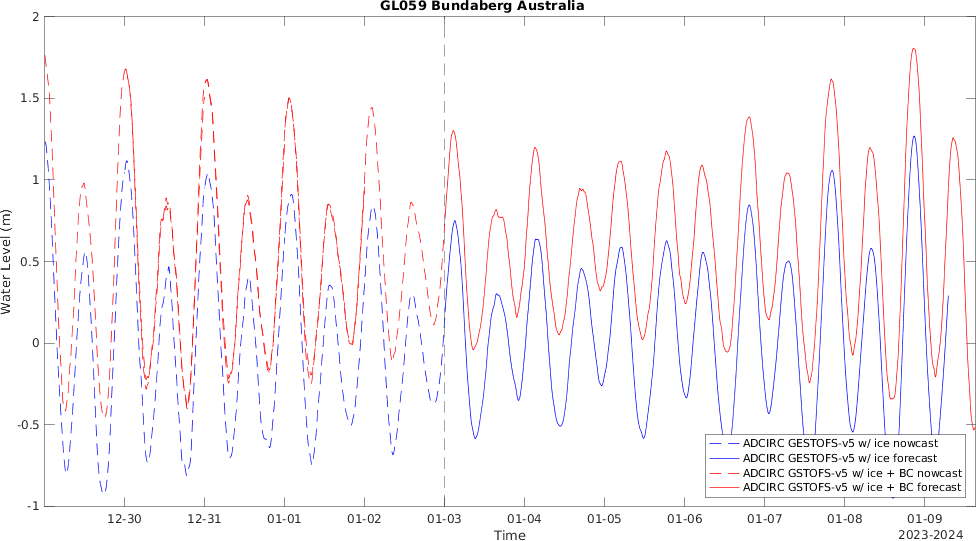 GL059 Bundaberg Australia
2
1.5
1
0.5
0
-0.5
-1
Water Level (m)
12-30
12-31
01-01
01-02
01-03
01-04
01-05
01-06
01-07
01-08
01-09
Time
2023-2024
ADCIRC GESTOFS-v5 w/ ice nowcast
ADCIRC GESTOFS-v5 w/ ice forecast
ADCIRC GSTOFS-v5 w/ ice + BC nowcast
ADCIRC GSTOFS-v5 w/ ice + BC forecast